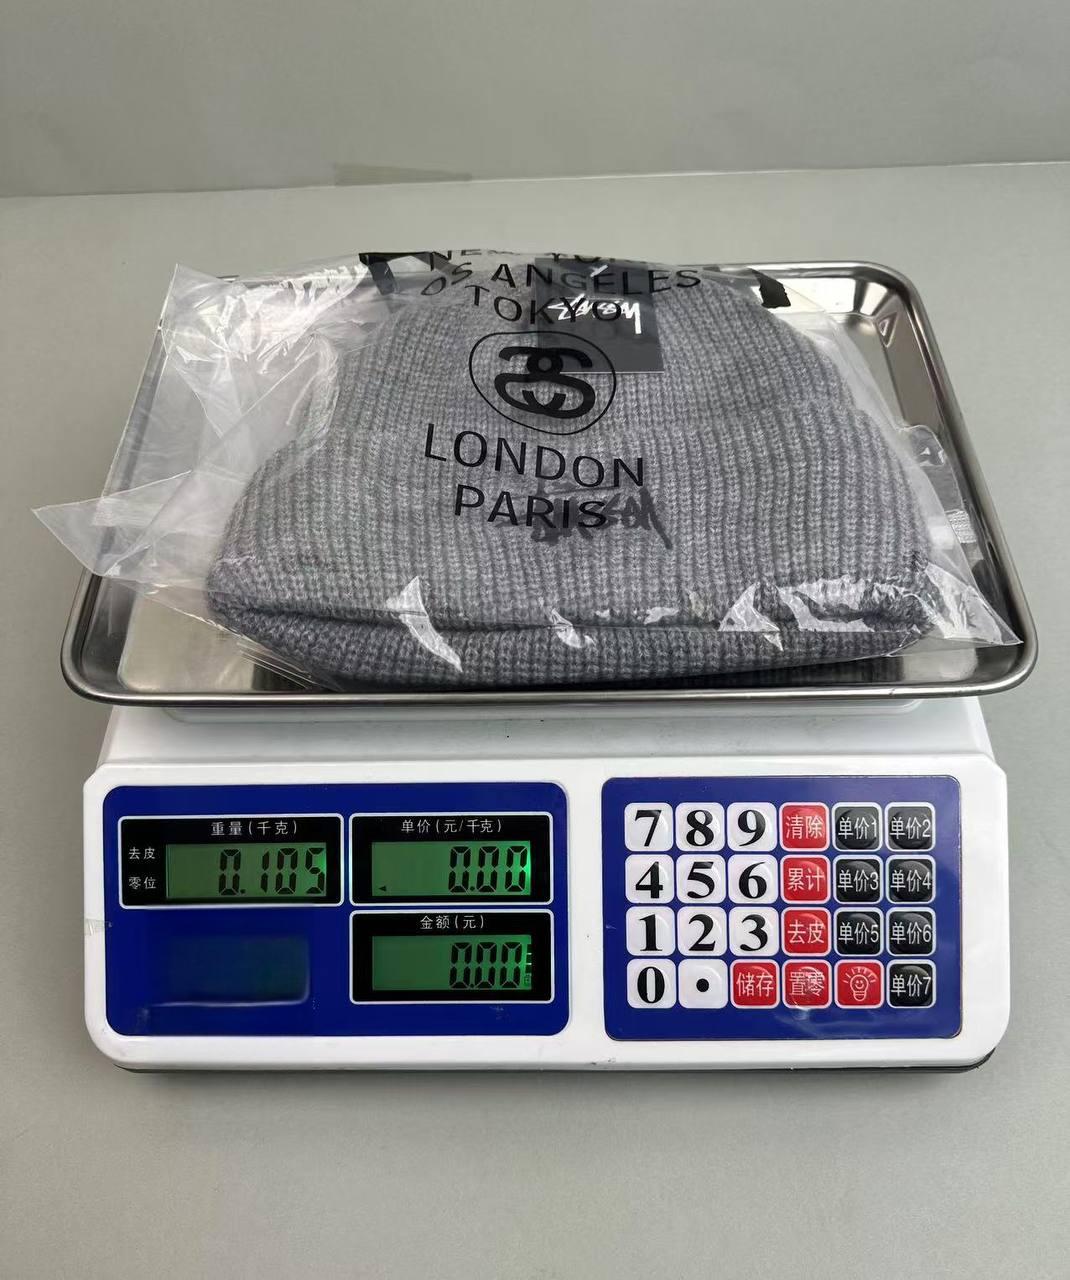 NEW YORK
LOS ANGELES
TOKYO
LONDON
PARIS
重量(千克)
去皮
零位
0.105
单价(元/千克)
0.00
金额(元)
0.00
7 8 9 清除 单价1 单价2
4 5 6 累计 单价3 单价4
1 2 3 去皮 单价5 单价6
0 . 储存 置零 单价7